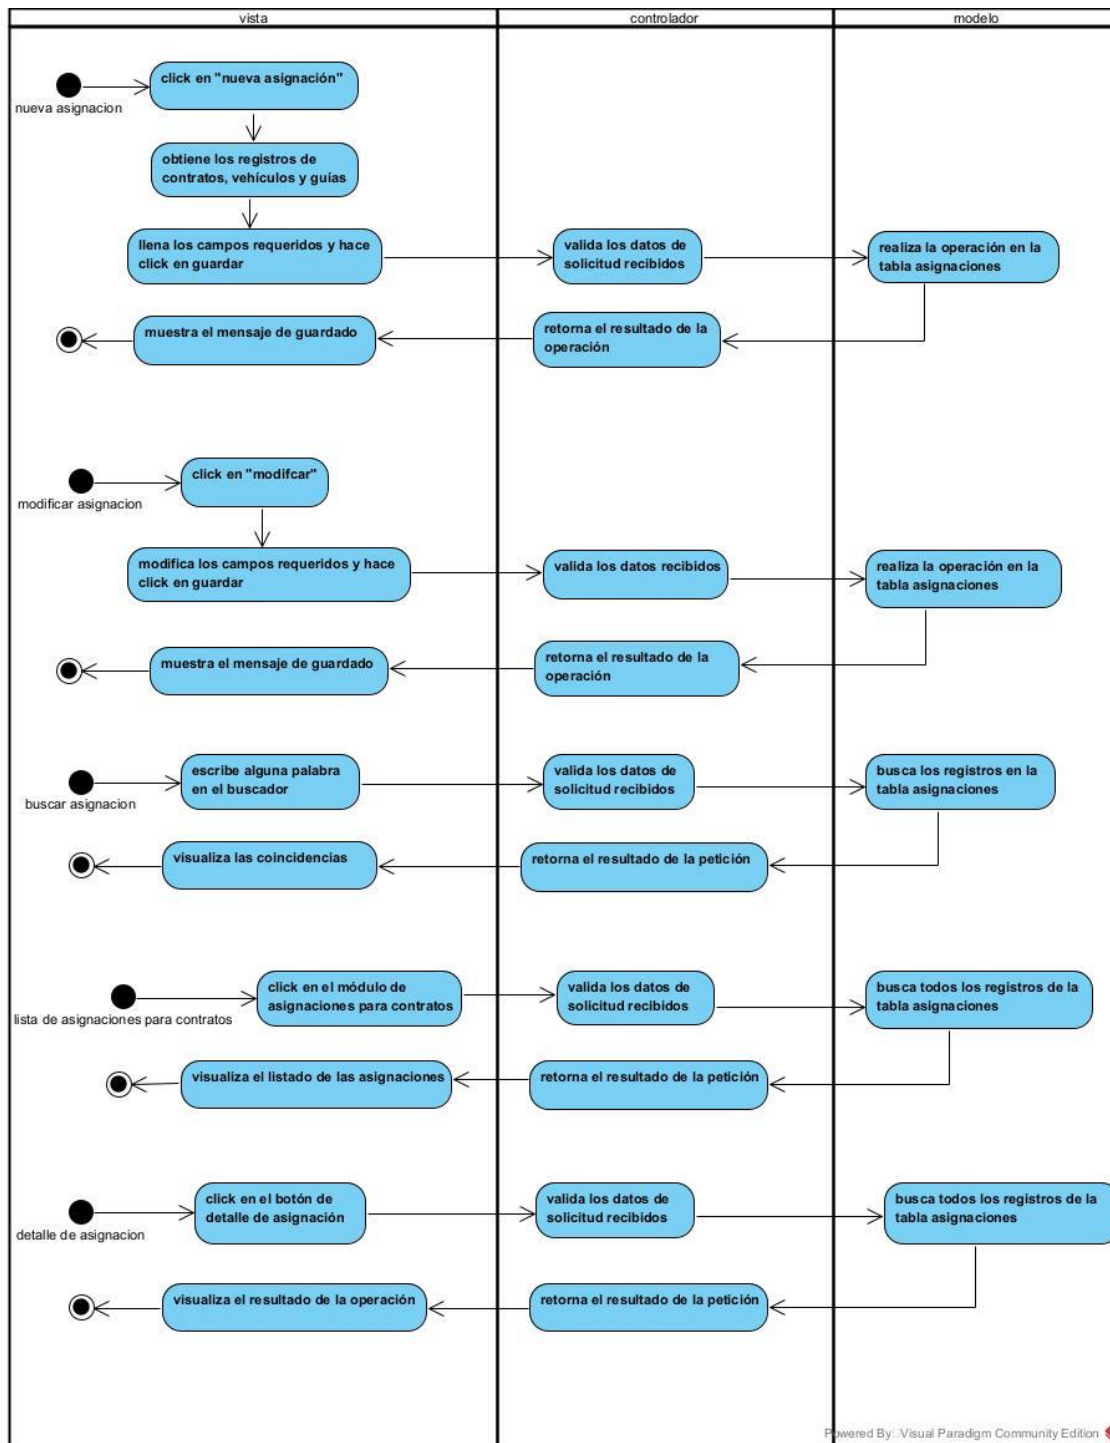 vista
controlador
modelo
click en "nueva asignación"
nueva asignacion
obtiene los registros de
contratos, vehículos y guías
llena los campos requeridos y hace
click en guardar
valida los datos de
solicitud recibidos
realiza la operación en la
tabla asignaciones
muestra el mensaje de guardado
retorna el resultado de la
operación
click en "modifcar"
modificar asignacion
modifica los campos requeridos y hace
click en guardar
valida los datos recibidos
realiza la operación en la
tabla asignaciones
muestra el mensaje de guardado
retorna el resultado de la
operación
escribe alguna palabra
en el buscador
buscar asignacion
valida los datos de
solicitud recibidos
busca los registros en la
tabla asignaciones
visualiza las coincidencias
retorna el resultado de la petición
click en el módulo de
asignaciones para contratos
lista de asignaciones para contratos
valida los datos de
solicitud recibidos
busca todos los registros de la
tabla asignaciones
visualiza el listado de las asignaciones
retorna el resultado de la petición
click en el botón de
detalle de asignación
detalle de asignacion
valida los datos de
solicitud recibidos
busca todos los registros de la
tabla asignaciones
visualiza el resultado de la operación
retorna el resultado de la petición
Powered By Visual Paradigm Community Edition